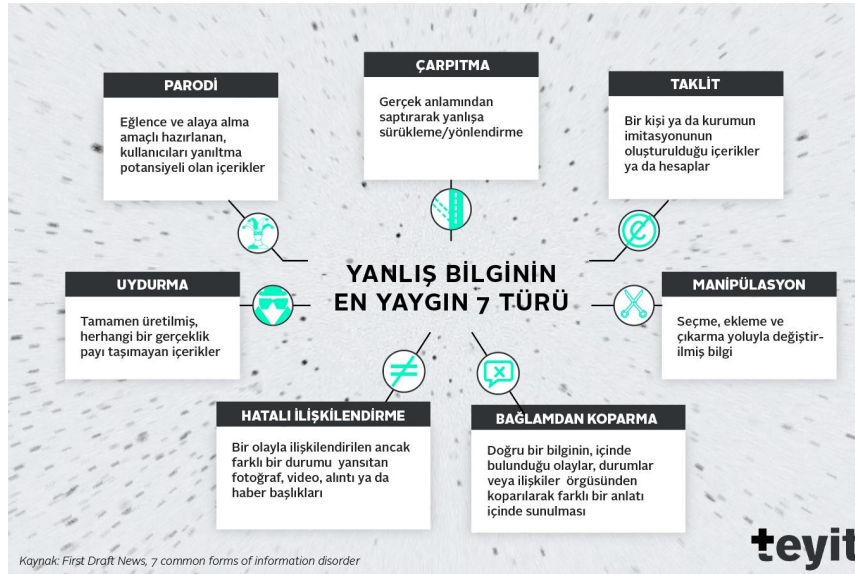 PARODİ
Eğlence ve alaya alma
amaçlı hazırlanan,
kullanıcıları yanıltma
potansiyeli olan içerikler
ÇARPITMA
Gerçek anlamından
saptırarak yanlışa
sürükleme/yönlendirme
TAKLİT
Bir kişi ya da kurumun
imitasyonunun
oluşturulduğu içerikler
ya da hesaplar
YANLIŞ BİLGİNİN
EN YAYGIN 7 TÜRÜ
UYDURMA
Tamamen üretilmiş,
herhangi bir gerçeklik
payı taşımayan içerikler
MANİPÜLASYON
Seçme, ekleme ve
çıkarma yoluyla değiştir-
ilmiş bilgi
HATALI İLİŞKİLENDİRME
Bir olayla ilişkilendirilen ancak
farklı bir durumu yansıtan
fotoğraf, video, alıntı ya da
haber başlıkları
BAĞLAMDAN KOPARMA
Doğru bir bilginin, içinde
bulunduğu olaylar, durumlar
veya ilişkiler örgüsünden
koparılarak farklı bir anlatı
içinde sunulması
Kaynak: First Draft News, 7 common forms of information disorder
teyit